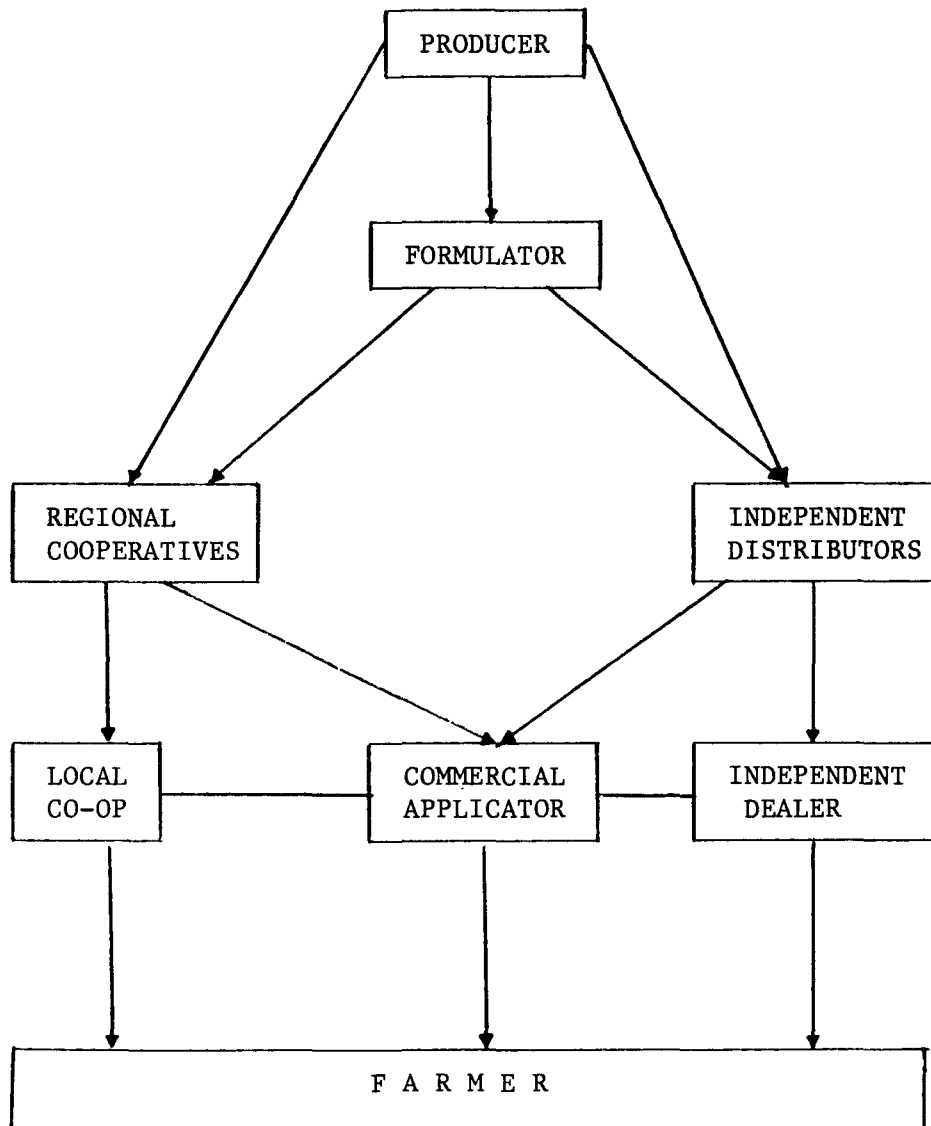 PRODUCER
FORMULATOR
REGIONAL
COOPERATIVES
INDEPENDENT
DISTRIBUTORS
LOCAL
CO-OP
COMMERCIAL
APPLICATOR
INDEPENDENT
DEALER
F A R M E R